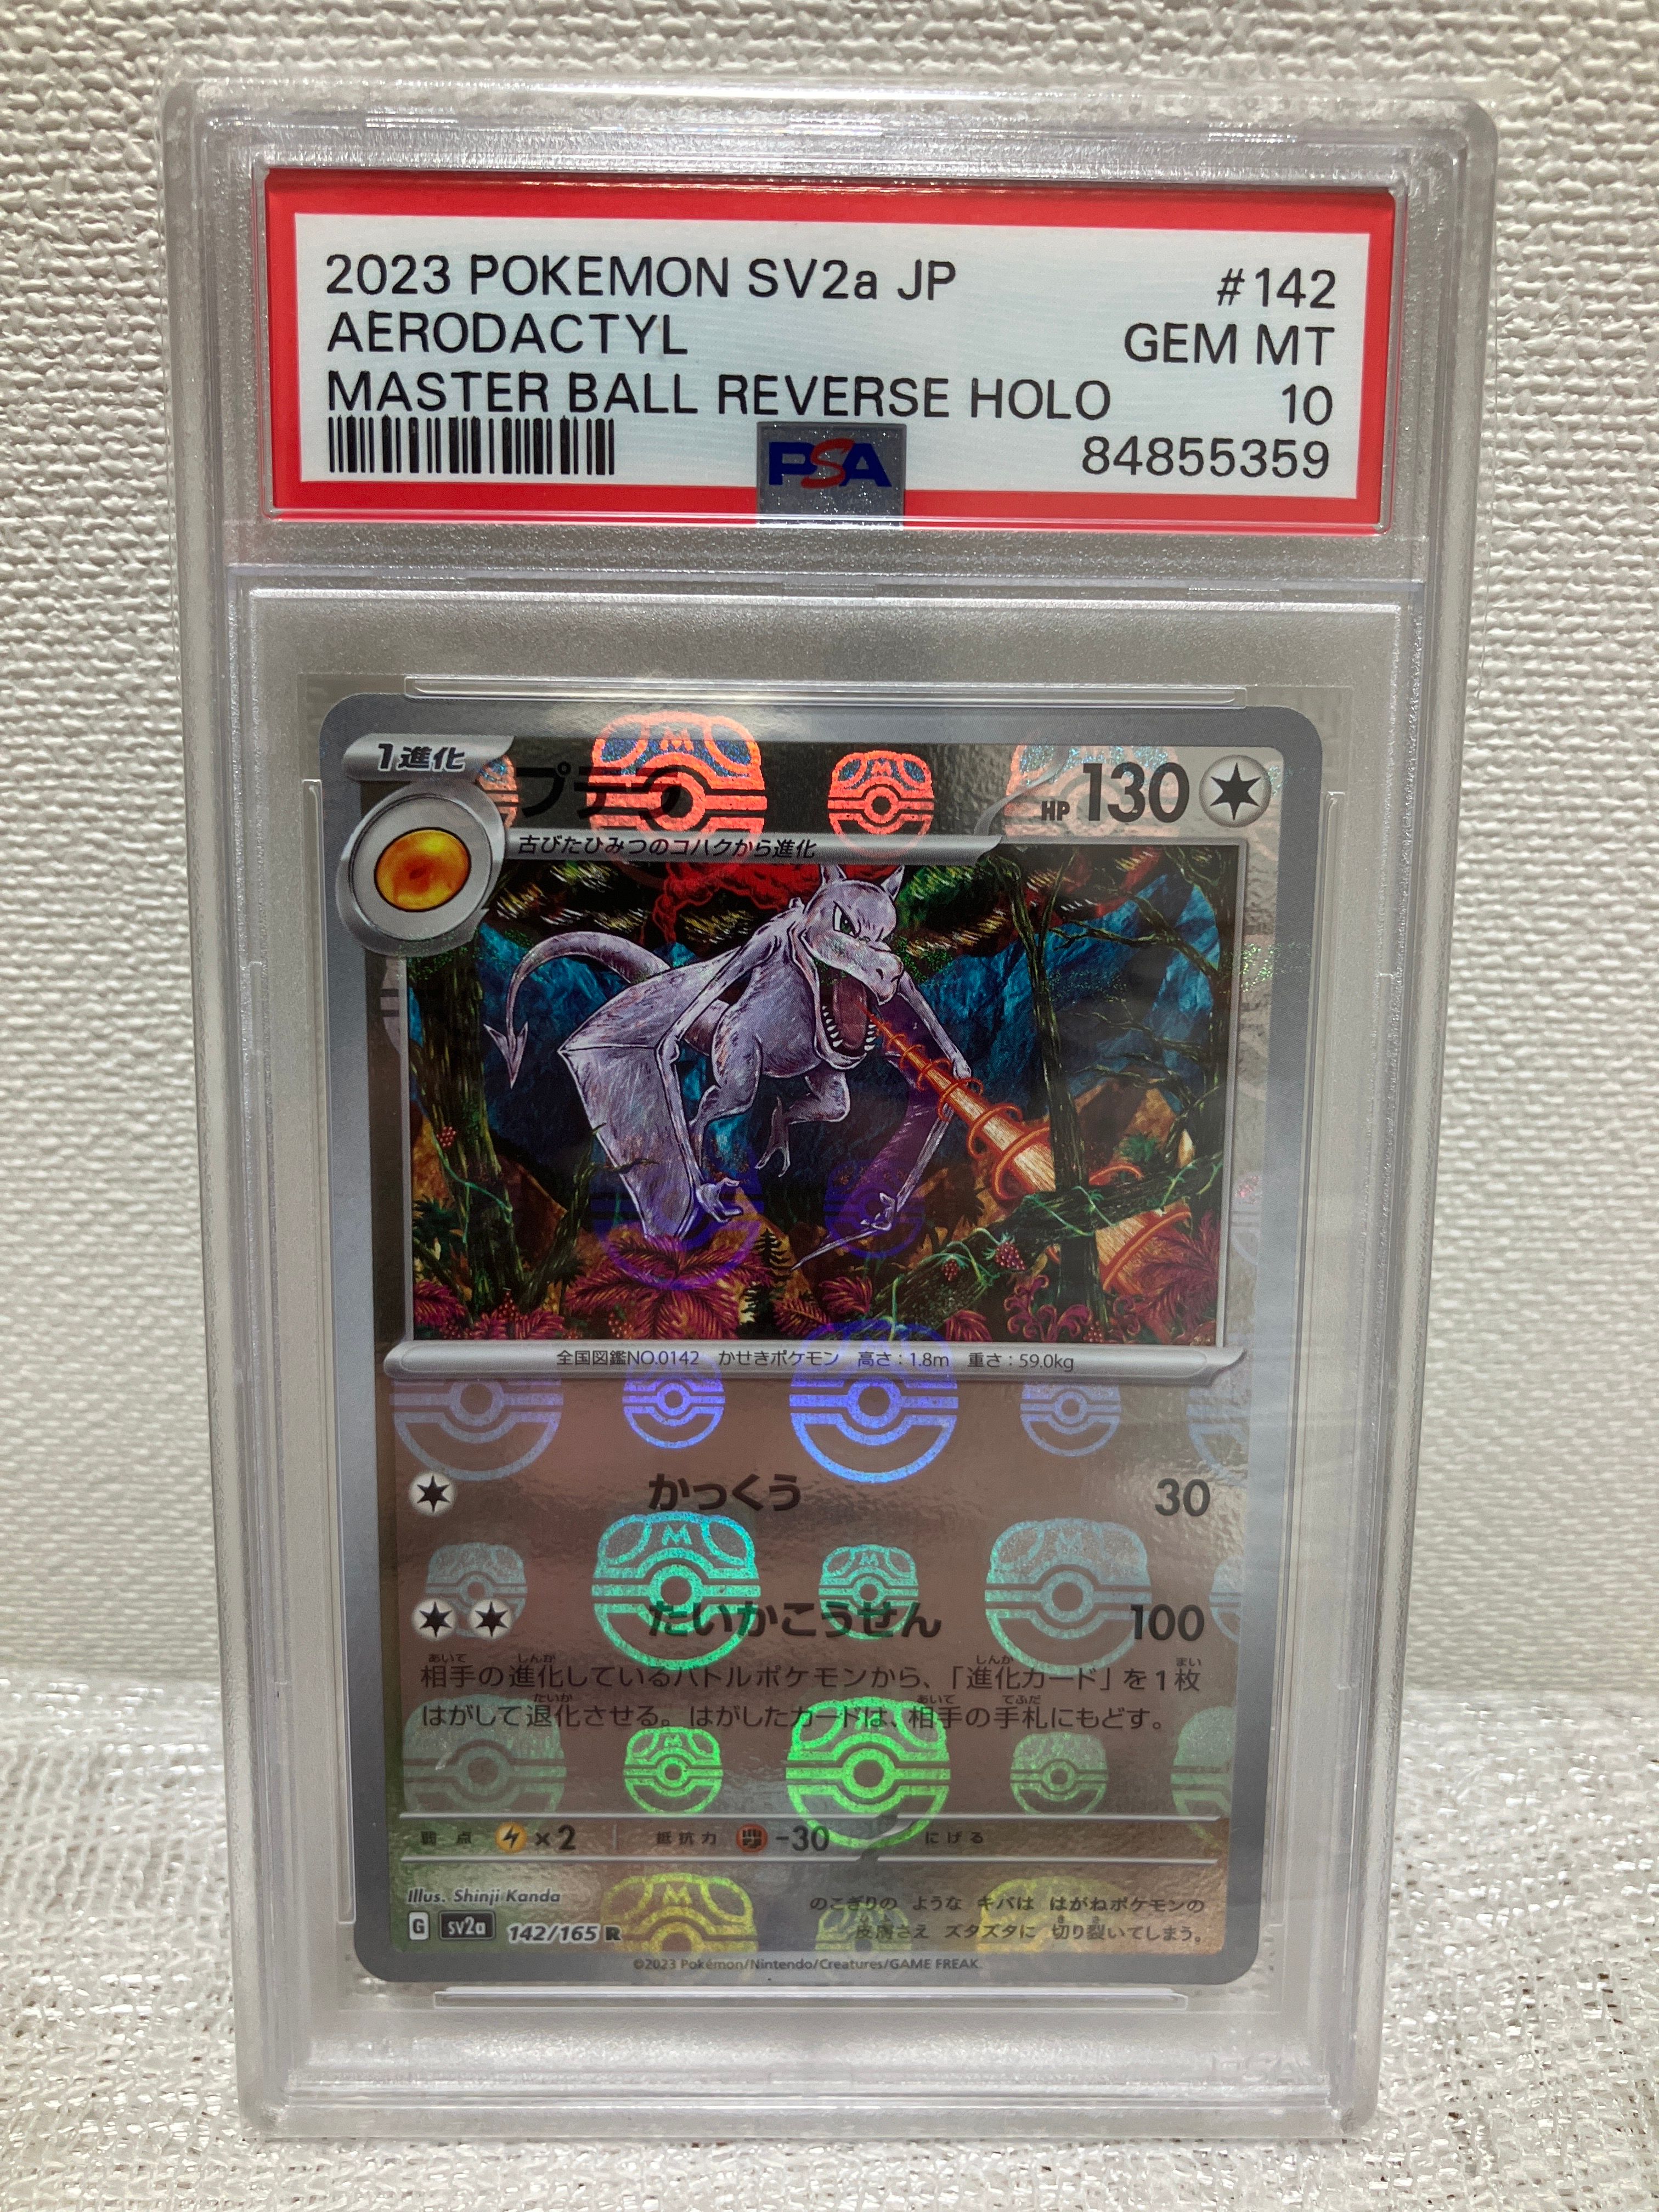 2023 POKEMON SV2a JP #142
AERODACTYL GEM MT
MASTER BALL REVERSE HOLO 10
PSA 84855359
1進化
プテラ HP 130
古びたひみつのコハクから進化
全国図鑑NO.0142 かせきポケモン 高さ：1.8m 重さ：59.0kg
かっくう 30
たいかこうせん 100
相手の進化しているバトルポケモンから、「進化カード」を1枚
はがして退化させる。はがしたカードは、相手の手札にもどす。
弱点 ×2 抵抗力 -30 にげる
Illus. Shinji Kanda
G sv2a 142/165 R
のこぎりの ような キバは はがねポケモンの
皮膚さえ ズタズタに 切り裂いてしまう。
©2023 Pokémon/Nintendo/Creatures/GAME FREAK.